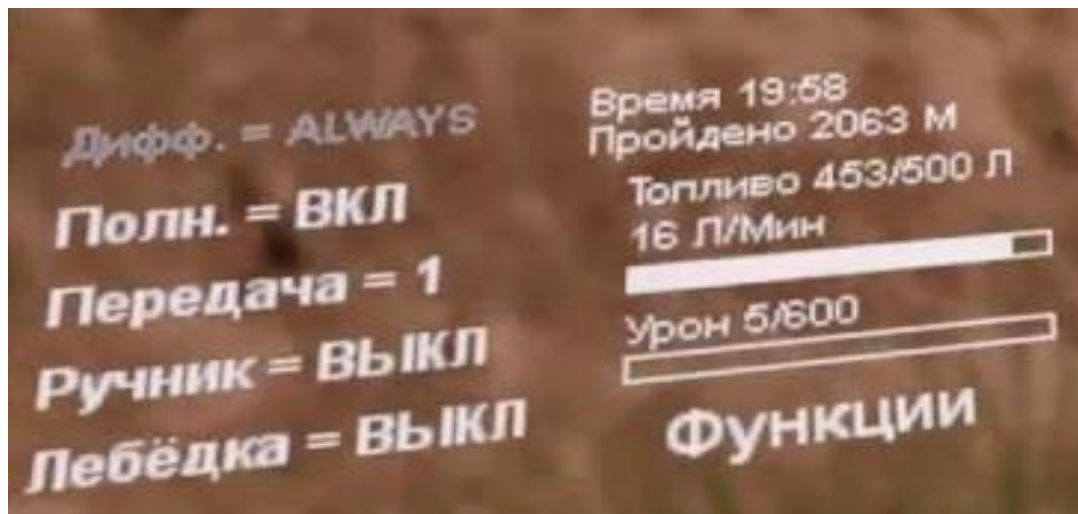 Дифф. = ALWAYS
Полн. = ВКЛ
Передача = 1
Ручник = ВЫКЛ
Лебёдка = ВЫКЛ
Время 19:58
Пройдено 2063 М
Топливо 453/500 Л
16 Л/Мин
Урон 5/600
Функции